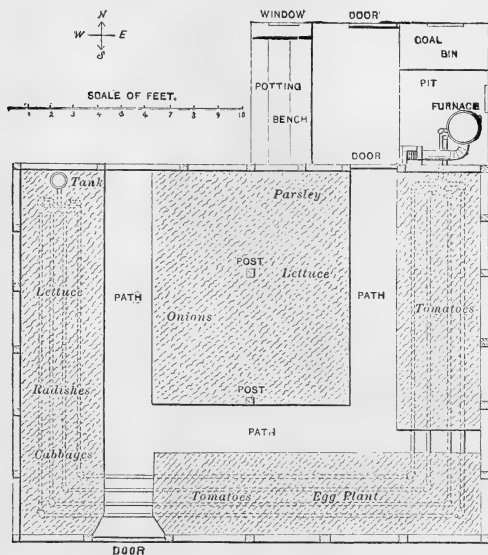 N
W E
S
SCALE OF FEET.
1 2 3 4 5 6 7 8 9 10
WINDOW
DOOR
COAL
BIN
POTTING
BENCH
PIT
FURNACE
DOOR
Tank
Parsley
POST
Lettuce
Lettuce
PATH
PATH
Tomatoes
Onions
Radishes
POST
PATH
Cabbages
Tomatoes
Egg Plant
DOOR